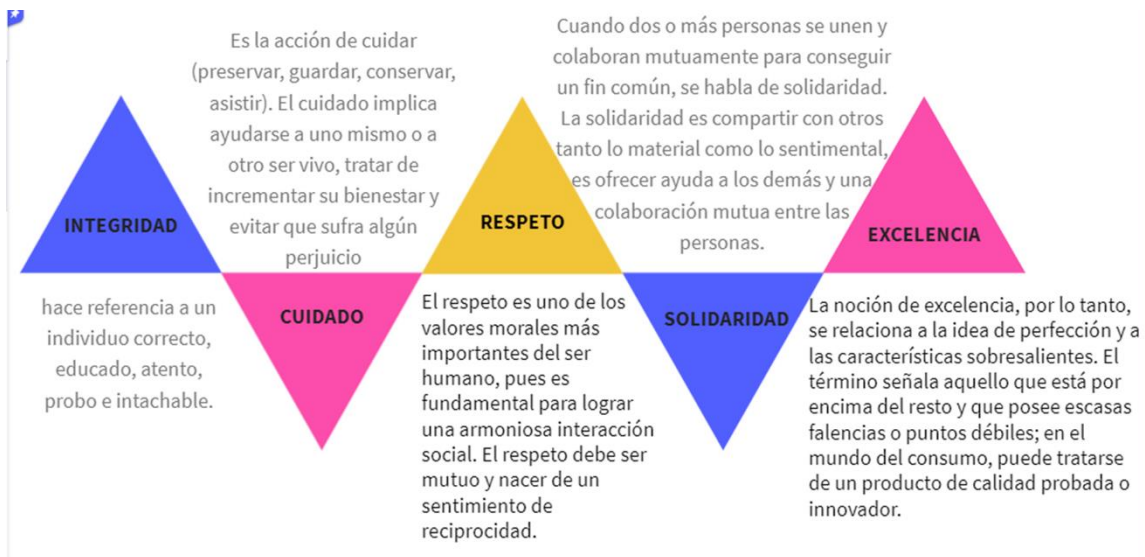 INTEGRIDAD
hace referencia a un
individuo correcto,
educado, atento,
probo e intachable.
Es la acción de cuidar
(preservar, guardar, conservar,
asistir). El cuidado implica
ayudarse a uno mismo o a
otro ser vivo, tratar de
incrementar su bienestar y
evitar que sufra algún
perjuicio
CUIDADO
RESPETO
El respeto es uno de los
valores morales más
importantes del ser
humano, pues es
fundamental para lograr
una armoniosa interacción
social. El respeto debe ser
mutuo y nacer de un
sentimiento de
reciprocidad.
Cuando dos o más personas se unen y
colaboran mutuamente para conseguir
un fin común, se habla de solidaridad.
La solidaridad es compartir con otros
tanto lo material como lo sentimental,
es ofrecer ayuda a los demás y una
colaboración mutua entre las
personas.
SOLIDARIDAD
EXCELENCIA
La noción de excelencia, por lo tanto,
se relaciona a la idea de perfección y a
las características sobresalientes. El
término señala aquello que está por
encima del resto y que posee escasas
falencias o puntos débiles; en el
mundo del consumo, puede tratarse
de un producto de calidad probada o
innovador.